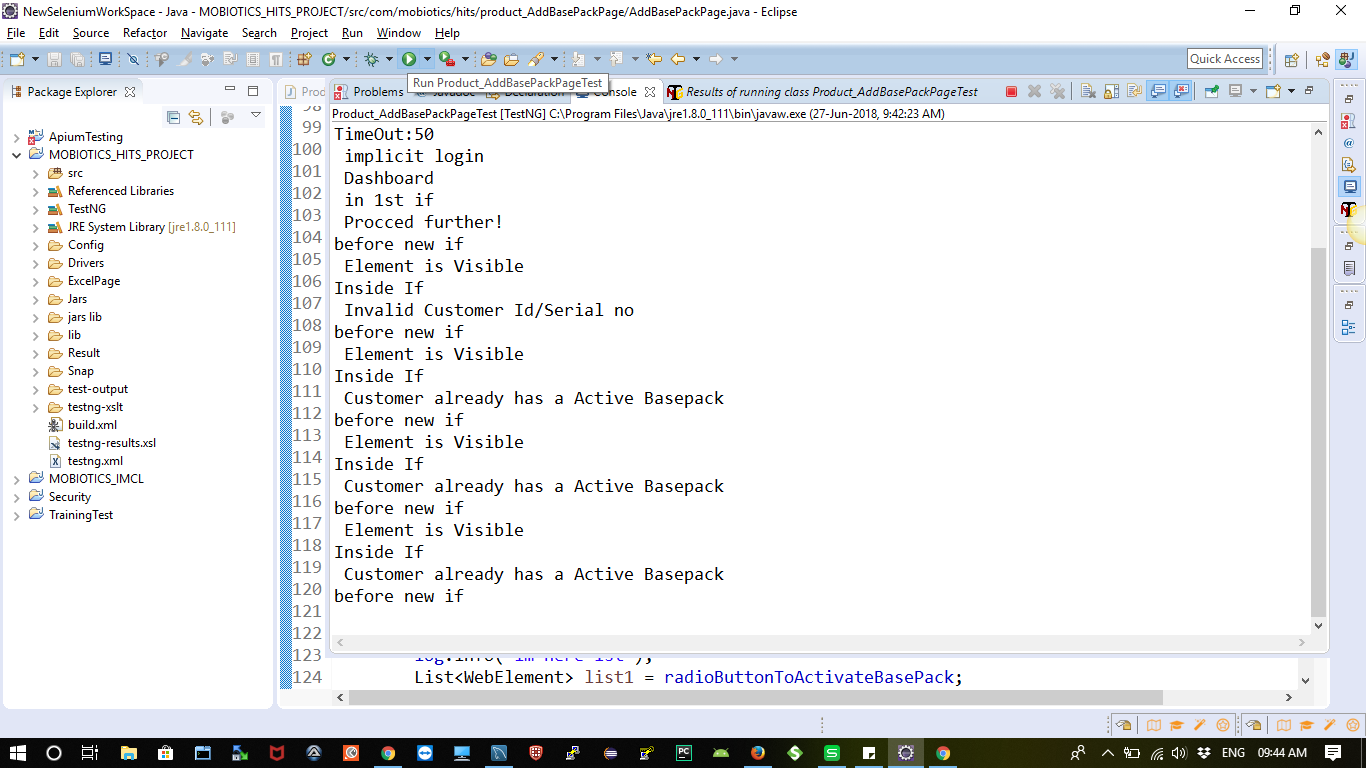 NewSeleniumWorkSpace - Java - MOBIOTICS_HITS_PROJECT/src/com/mobiotics/hits/product_AddBasePackPage/AddBasePackPage.java - Eclipse
File Edit Source Refactor Navigate Search Project Run Window Help
Quick Access
Run Product_AddBasePackPageTest
Package Explorer
Problems
Console
Results of running class Product_AddBasePackPageTest
Product_AddBasePackPageTest [TestNG] C:\Program Files\Java\jre1.8.0_111\bin\javaw.exe (27-Jun-2018, 9:42:23 AM)
ApiumTesting
MOBIOTICS_HITS_PROJECT
src
Referenced Libraries
TestNG
JRE System Library [jre1.8.0_111]
Config
Drivers
ExcelPage
Jars
jars lib
lib
Result
Snap
test-output
testng-xslt
build.xml
testng-results.xsl
testng.xml
MOBIOTICS_IMCL
Security
TrainingTest
98
99
100
101
102
103
104
105
106
107
108
109
110
111
112
113
114
115
116
117
118
119
120
121
122
123
124
TimeOut:50
implicit login
Dashboard
in 1st if
Procced further!
before new if
Element is Visible
Inside If
Invalid Customer Id/Serial no
before new if
Element is Visible
Inside If
Customer already has a Active Basepack
before new if
Element is Visible
Inside If
Customer already has a Active Basepack
before new if
Element is Visible
Inside If
Customer already has a Active Basepack
before new if
List<WebElement> list1 = radioButtonToActivateBasePack;
ENG 09:44 AM